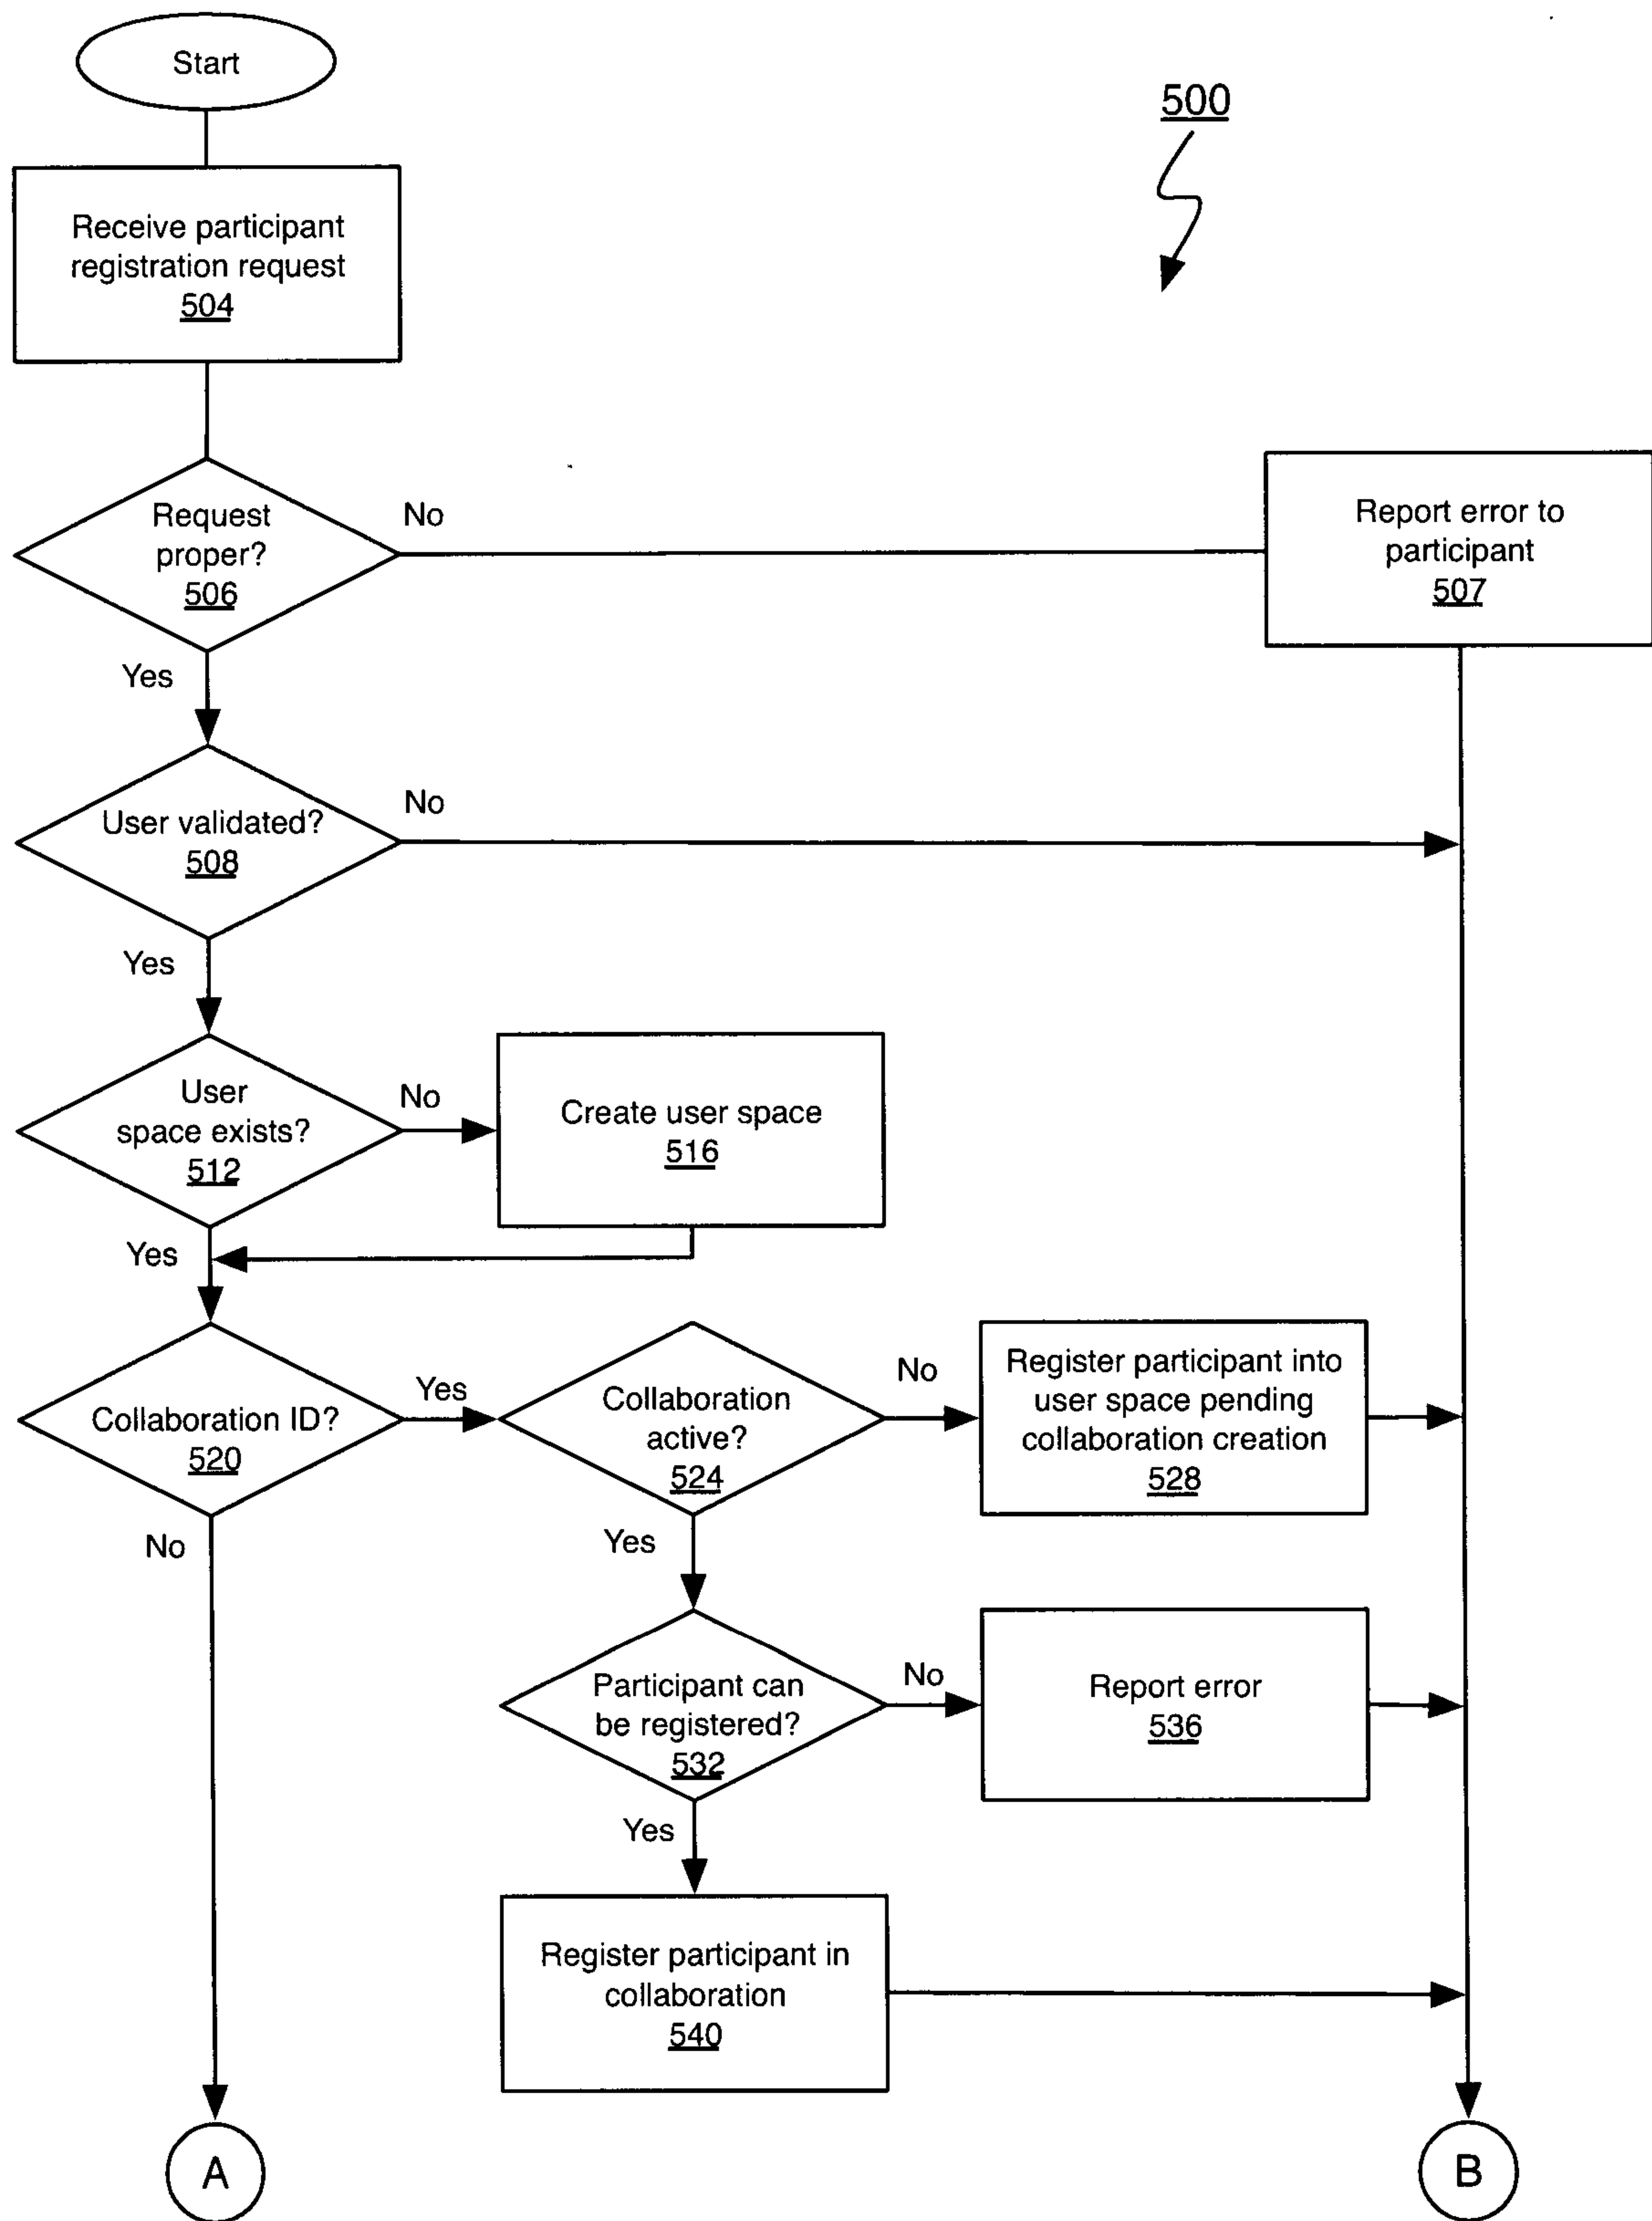 Start
500
Receive participant
registration request
504
Request
proper?
506
No
Report error to
participant
507
Yes
User validated?
508
No
Yes
User
space exists?
512
No
Create user space
516
Yes
Collaboration ID?
520
Yes
Collaboration
active?
524
No
Register participant into
user space pending
collaboration creation
528
No
Yes
Participant can
be registered?
532
No
Report error
536
Yes
Register participant in
collaboration
540
A
B